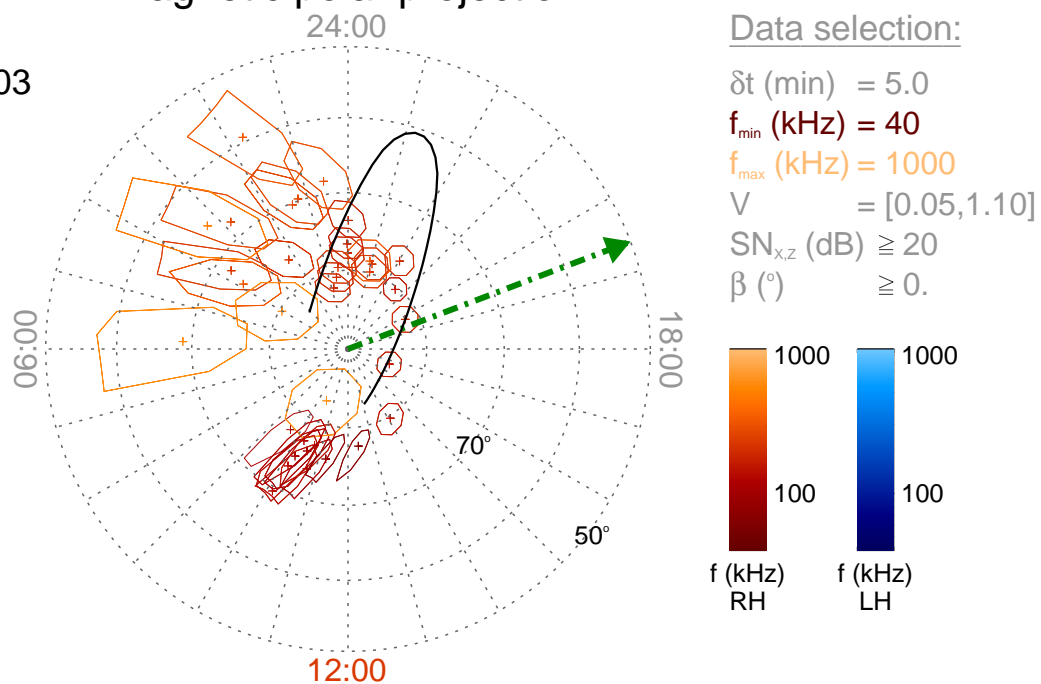 24:00
03
06:00
18:00
12:00
70°
50°
Data selection:
δt (min) = 5.0
fmin (kHz) = 40
fmax (kHz) = 1000
V = [0.05,1.10]
SNx,z (dB) ≧ 20
β (°) ≧ 0.
1000
1000
100
100
f (kHz)
RH
f (kHz)
LH